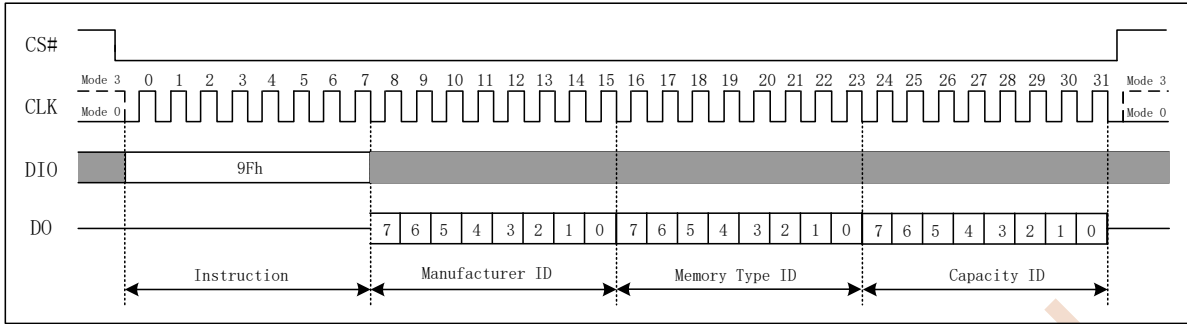 CS#
Mode 3 0 1 2 3 4 5 6 7 8 9 10 11 12 13 14 15 16 17 18 19 20 21 22 23 24 25 26 27 28 29 30 31 Mode 3
CLK
Mode 0 Mode 0
DIO 9Fh
DO 7 6 5 4 3 2 1 0 7 6 5 4 3 2 1 0 7 6 5 4 3 2 1 0
Instruction Manufacturer ID Memory Type ID Capacity ID